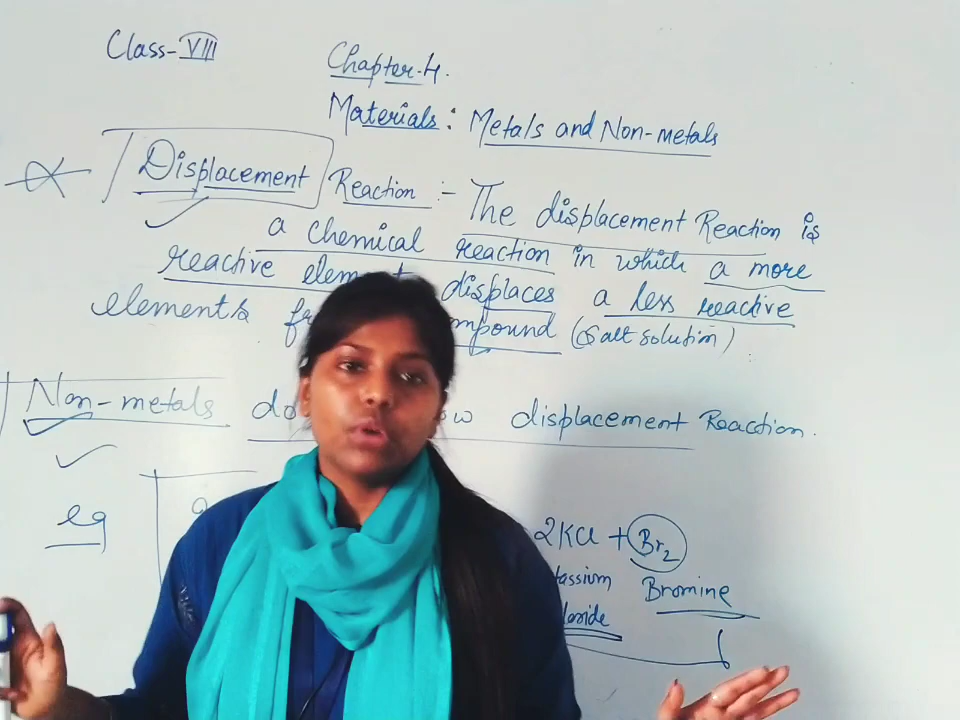 Class-VIII
Chapter-4.
Materials: Metals and Non-metals
Displacement Reaction :- The displacement Reaction is
a chemical reaction in which a more
reactive element displaces a less reactive
elements compound (Salt solution)
Non-metals displacement Reaction.
eg
2KCl + Br2
Bromine